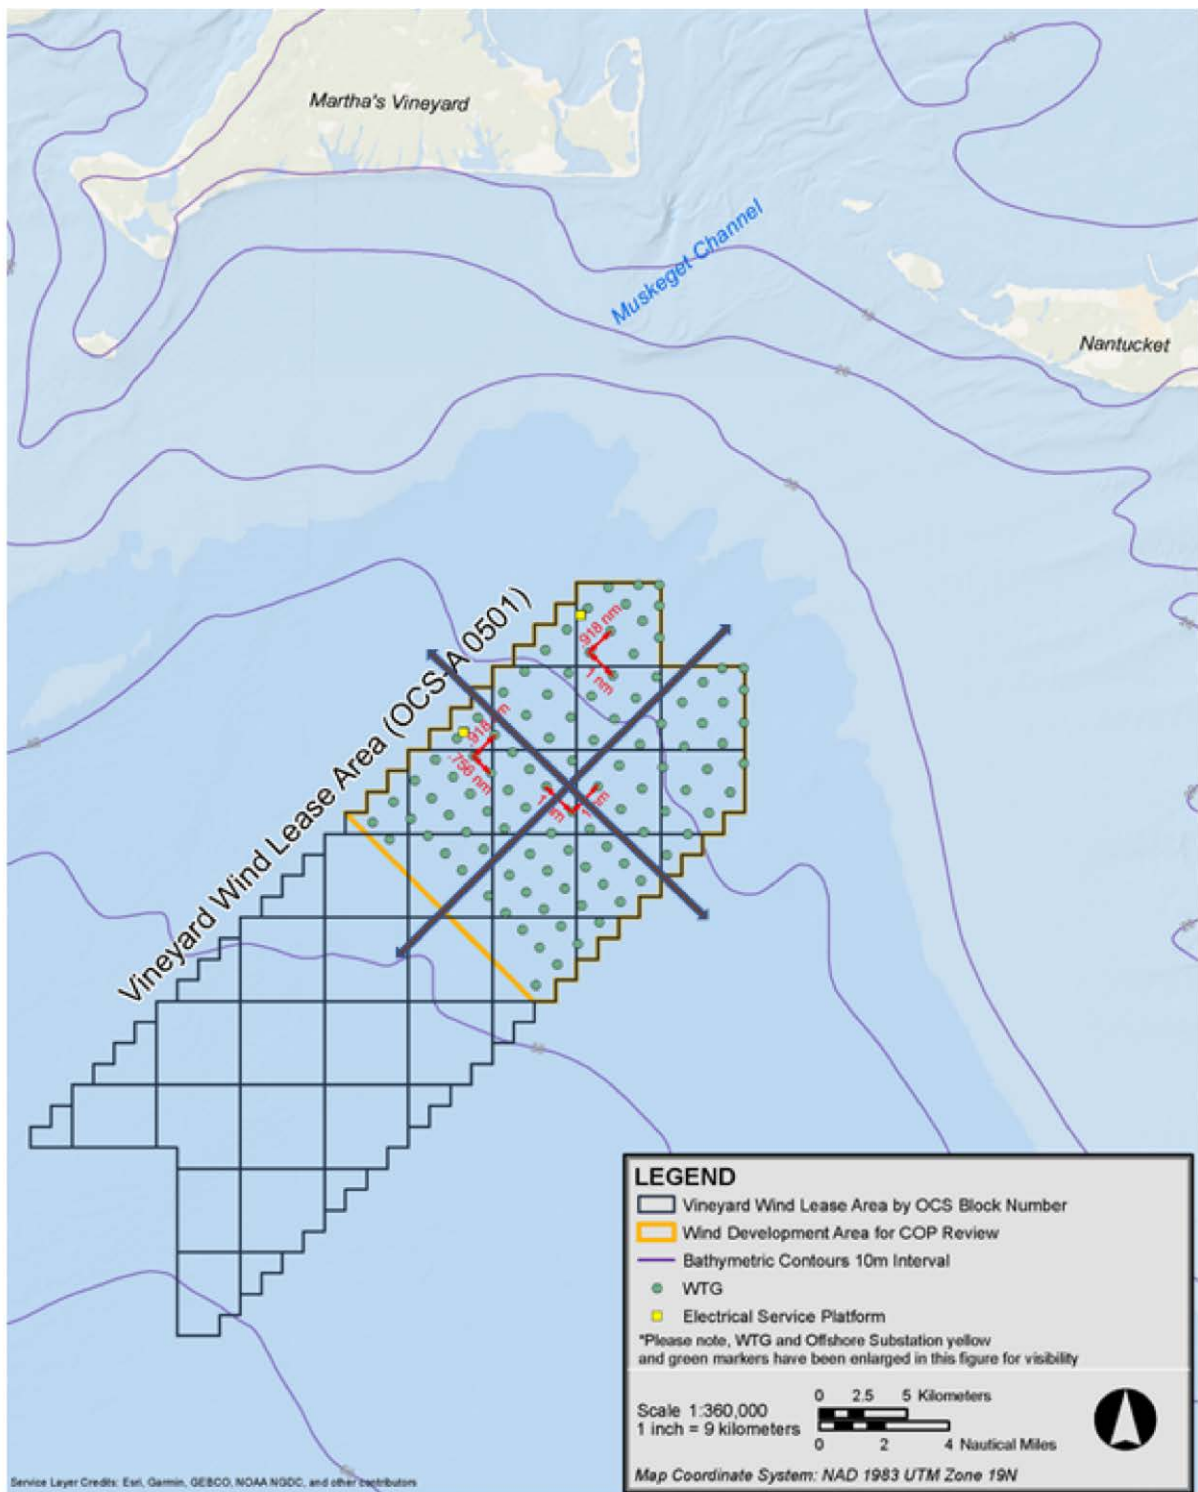 Martha's Vineyard
Muskeget Channel
Nantucket
Vineyard Wind Lease Area (OCS-A 0501)
.918 nm
1 nm
.756 nm
LEGEND
Vineyard Wind Lease Area by OCS Block Number
Wind Development Area for COP Review
Bathymetric Contours 10m Interval
WTG
Electrical Service Platform
*Please note, WTG and Offshore Substation yellow
and green markers have been enlarged in this figure for visibility
Scale 1:360,000
1 inch = 9 kilometers
0 2.5 5 Kilometers
0 2 4 Nautical Miles
Map Coordinate System: NAD 1983 UTM Zone 19N
Service Layer Credits: Esri, Garmin, GEBCO, NOAA NGDC, and other contributors